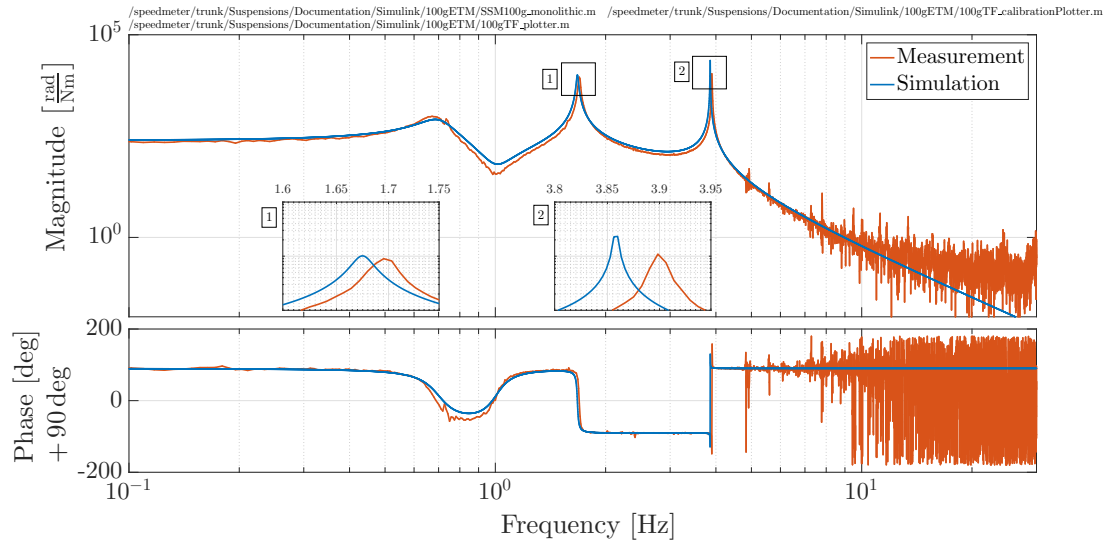 /speedmeter/trunk/Suspensions/Documentation/Simulink/100gETM/SSM100g_monolithic.m /speedmeter/trunk/Suspensions/Documentation/Simulink/100gETM/100gTF_calibrationPlotter.m
/speedmeter/trunk/Suspensions/Documentation/Simulink/100gETM/100gTF_plotter.m
10^5
10^0
Magnitude [rad/Nm]
1
2
Measurement
Simulation
1.6 1.65 1.7 1.75
1
3.8 3.85 3.9 3.95
2
200
0
-200
Phase [deg]
+ 90 deg
10^-1 10^0 10^1
Frequency [Hz]